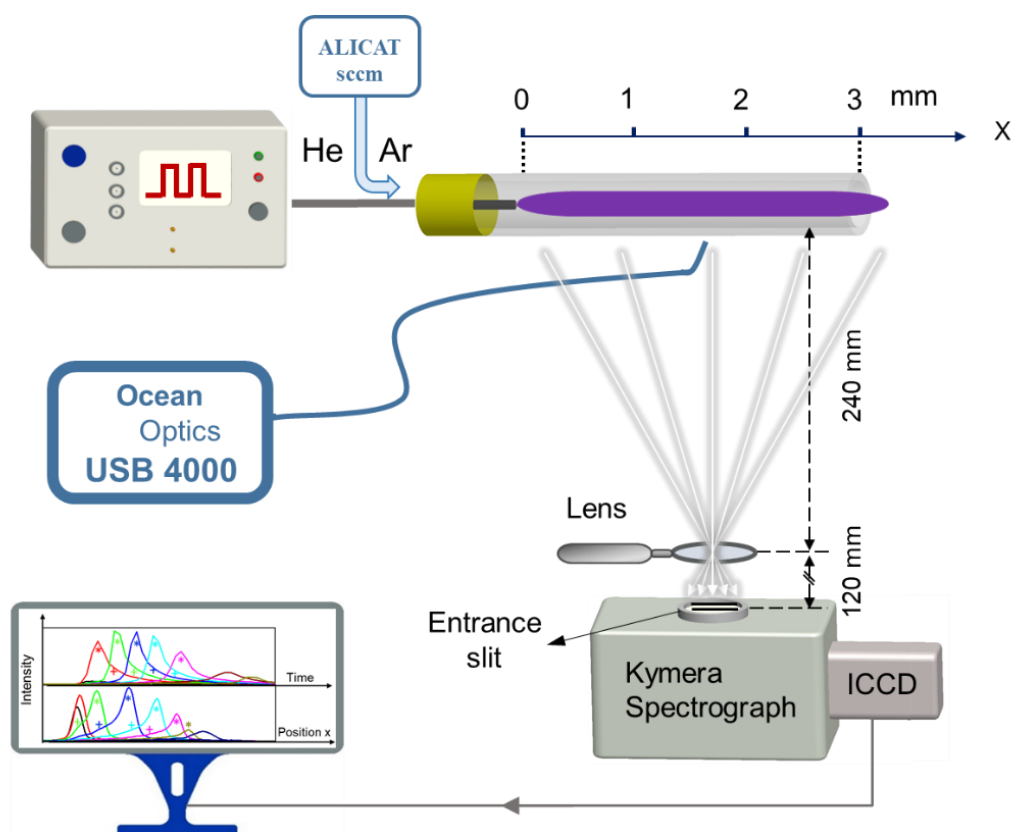 ALICAT
sccm
0 1 2 3 mm
X
He Ar
240 mm
Ocean
Optics
USB 4000
Lens
120 mm
Entrance
slit
Kymera
Spectrograph
ICCD
Intensity
Time
Position x